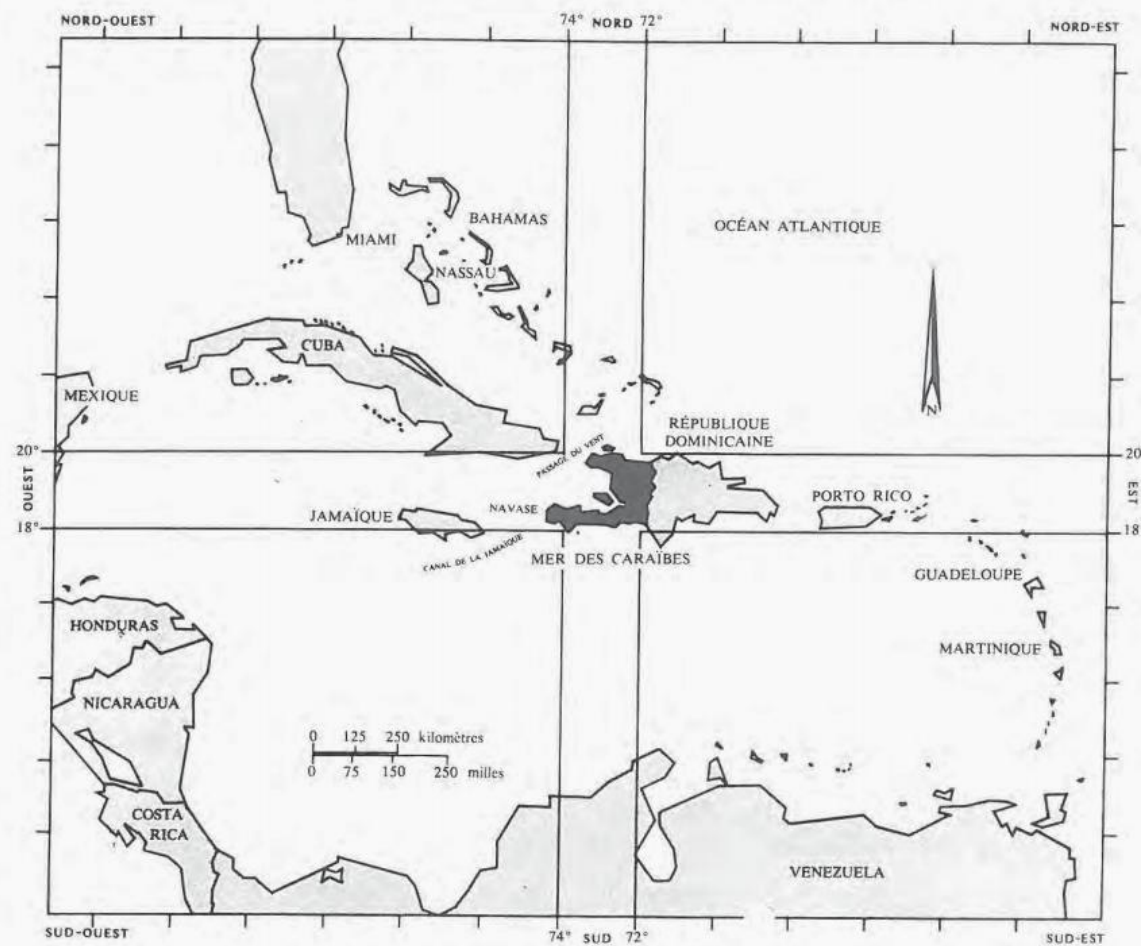 NORD-OUEST
74° NORD 72°
NORD-EST
BAHAMAS
OCÉAN ATLANTIQUE
MIAMI
NASSAU
CUBA
MEXIQUE
N
RÉPUBLIQUE
DOMINICAINE
PASSAGE DU VENT
20°
20
OUEST
EST
PORTO RICO
NAVASE
JAMAÏQUE
18°
18
CANAL DE LA JAMAÏQUE
MER DES CARAÏBES
GUADELOUPE
HONDURAS
MARTINIQUE
NICARAGUA
0 125 250 kilomètres
0 75 150 250 milles
COSTA
RICA
VENEZUELA
SUD-OUEST
74° SUD 72°
SUD-EST